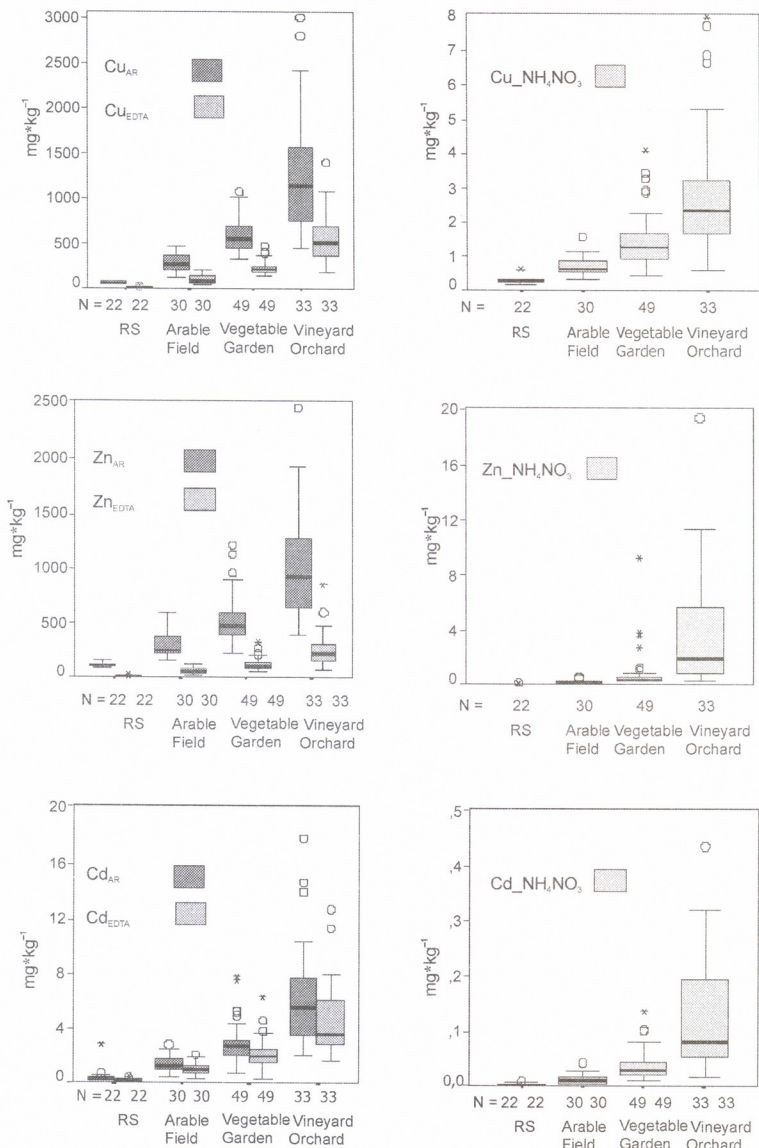 3000
2500
2000
1500
1000
500
0
mg*kg⁻¹
Cu_AR
Cu_EDTA
N = 22 22 30 30 49 49 33 33
RS Arable Vegetable Vineyard
Field Garden Orchard
8
7
6
5
4
3
2
1
0
mg*kg⁻¹
Cu_NH₄NO₃
N = 22 30 49 33
RS Arable Vegetable Vineyard
Field Garden Orchard
2500
2000
1500
1000
500
0
mg*kg⁻¹
Zn_AR
Zn_EDTA
N = 22 22 30 30 49 49 33 33
RS Arable Vegetable Vineyard
Field Garden Orchard
20
16
12
8
4
0
mg*kg⁻¹
Zn_NH₄NO₃
N = 22 30 49 33
RS Arable Vegetable Vineyard
Field Garden Orchard
20
16
12
8
4
0
mg*kg⁻¹
Cd_AR
Cd_EDTA
N = 22 22 30 30 49 49 33 33
RS Arable Vegetable Vineyard
Field Garden Orchard
,5
,4
,3
,2
,1
0,0
mg*kg⁻¹
Cd_NH₄NO₃
N = 22 22 30 30 49 49 33 33
RS Arable Vegetable Vineyard
Field Garden Orchard